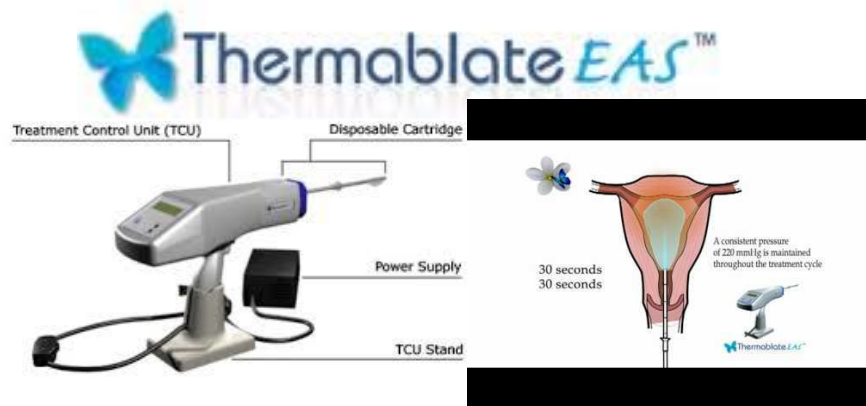 Thermablate EAS™
Treatment Control Unit (TCU)
Disposable Cartridge
Power Supply
TCU Stand
30 seconds
30 seconds
A consistent pressure
of 220 mmHg is maintained
throughout the treatment cycle
Thermablate EAS™